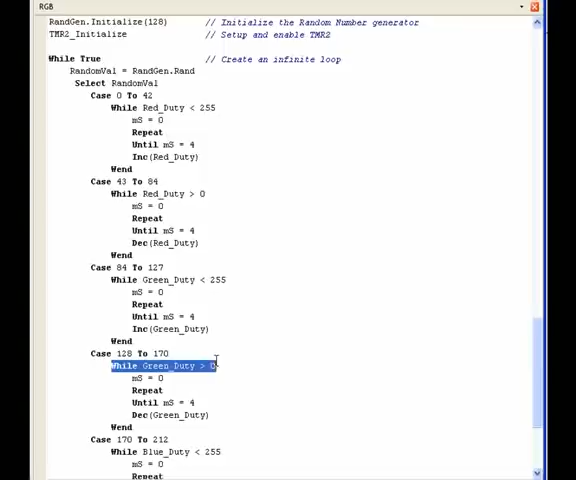 RGB
RandGen.Initialize(128) // Initialize the Random Number generator
TMR2_Initialize // Setup and enable TMR2
While True // Create an infinite loop
RandomVal = RandGen.Rand
Select RandomVal
Case 0 To 42
While Red_Duty < 255
mS = 0
Repeat
Until mS = 4
Inc(Red_Duty)
Wend
Case 43 To 84
While Red_Duty > 0
mS = 0
Repeat
Until mS = 4
Dec(Red_Duty)
Wend
Case 84 To 127
While Green_Duty < 255
mS = 0
Repeat
Until mS = 4
Inc(Green_Duty)
Wend
Case 128 To 170
While Green_Duty > 0
mS = 0
Repeat
Until mS = 4
Dec(Green_Duty)
Wend
Case 170 To 212
While Blue_Duty < 255
mS = 0
Repeat